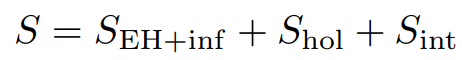 S = S_{EH+inf} + S_{hol} + S_{int}